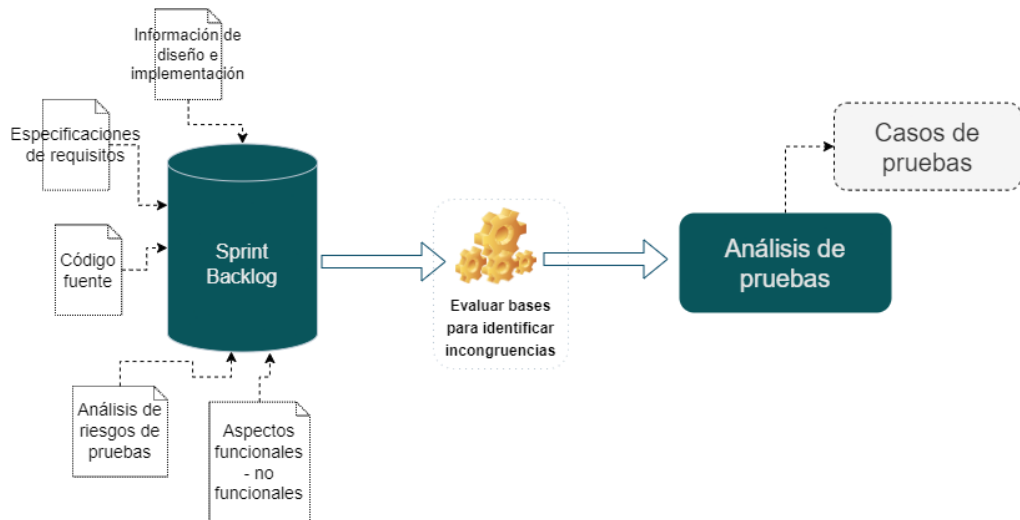 Información de
diseño e
implementación
Especificaciones
de requisitos
Código
fuente
Sprint
Backlog
Análisis de
riesgos de
pruebas
Aspectos
funcionales
- no
funcionales
Evaluar bases
para identificar
incongruencias
Casos de
pruebas
Análisis de
pruebas